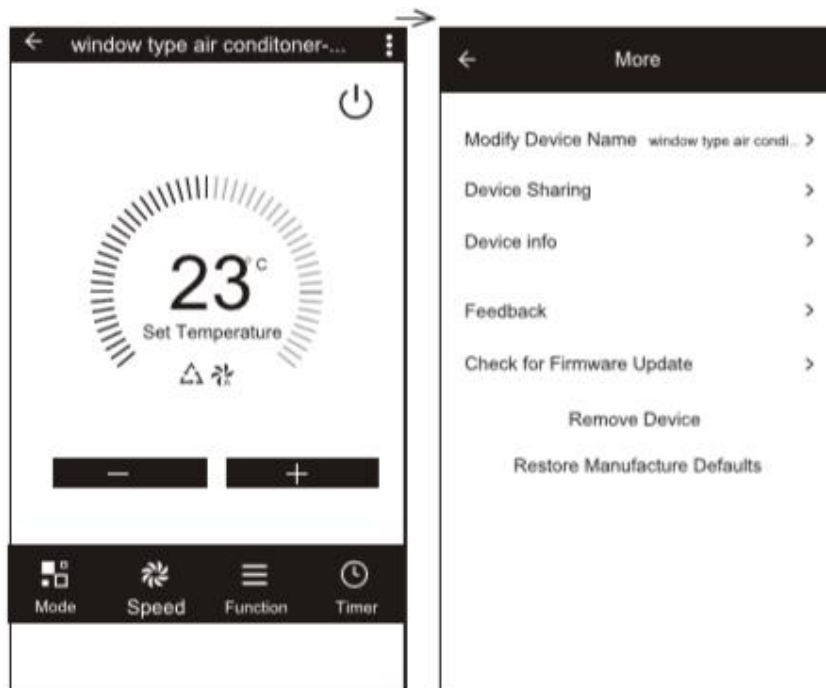 window type air conditoner-...
23° C
Set Temperature
Mode Speed Function Timer
More
Modify Device Name window type air condi..
Device Sharing
Device info
Feedback
Check for Firmware Update
Remove Device
Restore Manufacture Defaults